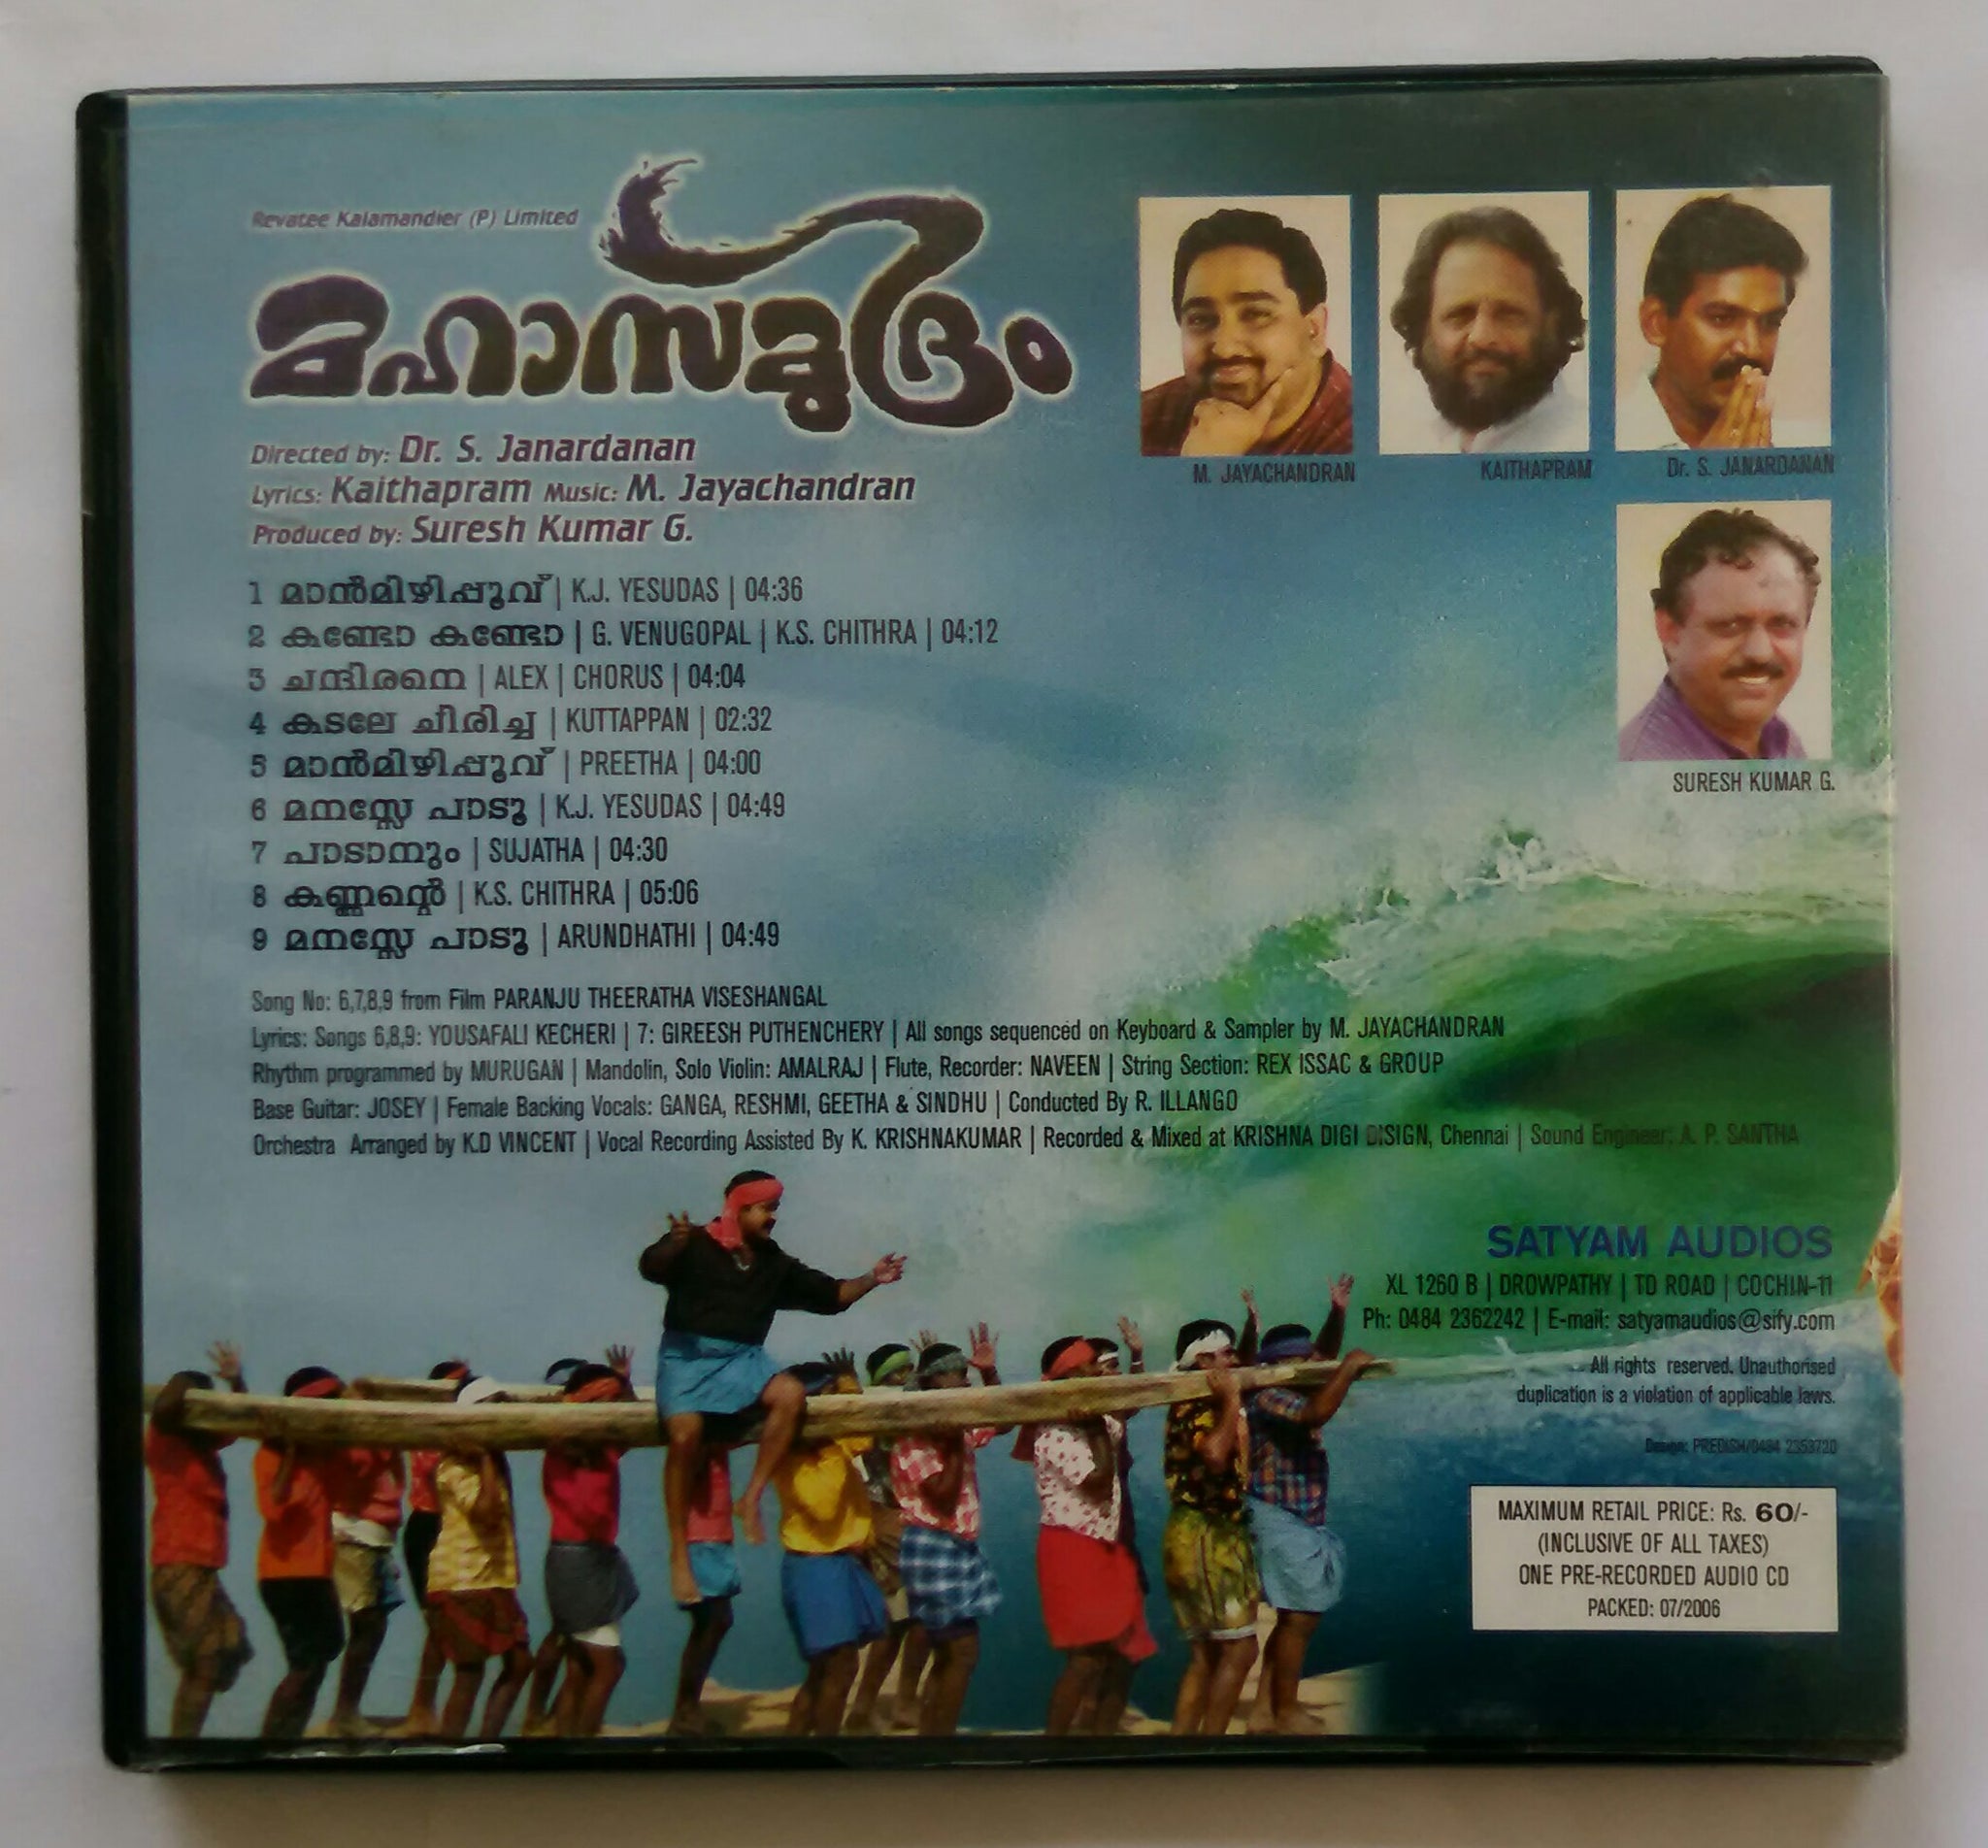 Revatee Kalamandier (P) Limited
മഹാസമുദ്രം
Directed by: Dr. S. Janardanan
Lyrics: Kaithapram Music: M. Jayachandran
Produced by: Suresh Kumar G.
M. JAYACHANDRAN
KAITHAPRAM
Dr. S. JANARDANAN
SURESH KUMAR G.
1 മാൻമിഴിപ്പൂവ് | K.J. YESUDAS | 04:36
2 കണ്ടോ കണ്ടോ | G. VENUGOPAL | K.S. CHITHRA | 04:12
3 ചന്ദിരനെ | ALEX | CHORUS | 04:04
4 കടലേ ചിരിച്ച | KUTTAPPAN | 02:32
5 മാൻമിഴിപ്പൂവ് | PREETHA | 04:00
6 മനസ്സേ പാടൂ | K.J. YESUDAS | 04:49
7 പാടാനും | SUJATHA | 04:30
8 കണ്ണന്റെ | K.S. CHITHRA | 05:06
9 മനസ്സേ പാടൂ | ARUNDHATHI | 04:49
Song No: 6,7,8,9 from Film PARANJU THEERATHA VISESHANGAL
Lyrics: Songs 6,8,9: YOUSAFALI KECHERI | 7: GIREESH PUTHENCHERY | All songs sequenced on Keyboard & Sampler by M. JAYACHANDRAN
Rhythm programmed by MURUGAN | Mandolin, Solo Violin: AMALRAJ | Flute, Recorder: NAVEEN | String Section: REX ISSAC & GROUP
Base Guitar: JOSEY | Female Backing Vocals: GANGA, RESHMI, GEETHA & SINDHU | Conducted By R. ILLANGO
Orchestra Arranged by K.D VINCENT | Vocal Recording Assisted By K. KRISHNAKUMAR | Recorded & Mixed at KRISHNA DIGI DISIGN, Chennai | Sound Engineer: A. P. SANTHA
SATYAM AUDIOS
XL 1260 B | DROWPATHY | TD ROAD | COCHIN-11
Ph: 0484 2362242 | E-mail: satyamaudios@sify.com
All rights reserved. Unauthorised
duplication is a violation of applicable laws.
Design: PREDISH/0484 2353720
MAXIMUM RETAIL PRICE: Rs. 60/-
(INCLUSIVE OF ALL TAXES)
ONE PRE-RECORDED AUDIO CD
PACKED: 07/2006